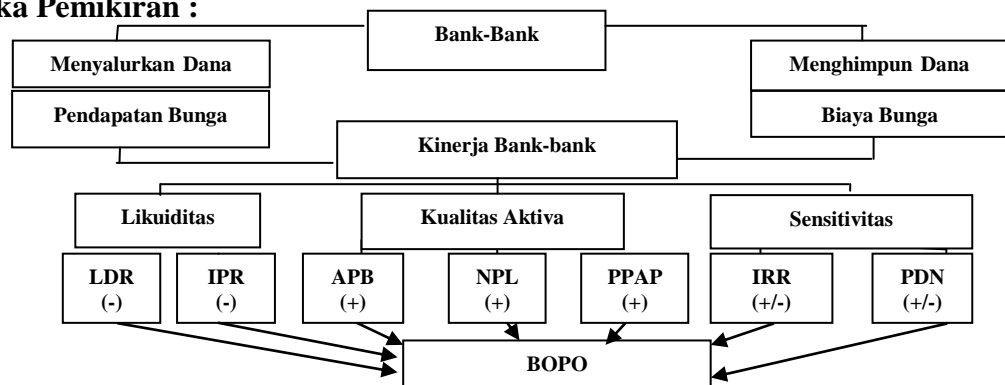 ka Pemikiran :
Bank-Bank
Menyalurkan Dana
Menghimpun Dana
Pendapatan Bunga
Biaya Bunga
Kinerja Bank-bank
Likuiditas
Kualitas Aktiva
Sensitivitas
LDR
(-)
IPR
(-)
APB
(+)
NPL
(+)
PPAP
(+)
IRR
(+/-)
PDN
(+/-)
BOPO